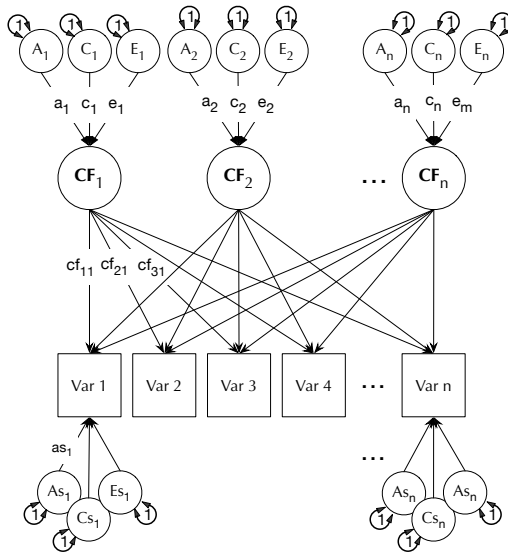 1 1 1 1 1 1 1 1 1
A1 C1 E1 A2 C2 E2 An Cn En
a1 c1 e1 a2 c2 e2 an cn em
CF1 CF2 ... CFn
cf11 cf21 cf31
Var 1 Var 2 Var 3 Var 4 ... Var n
as1 ...
As1 Es1 Asn Asn
1 Cs1 1 1 Csn 1
1 1